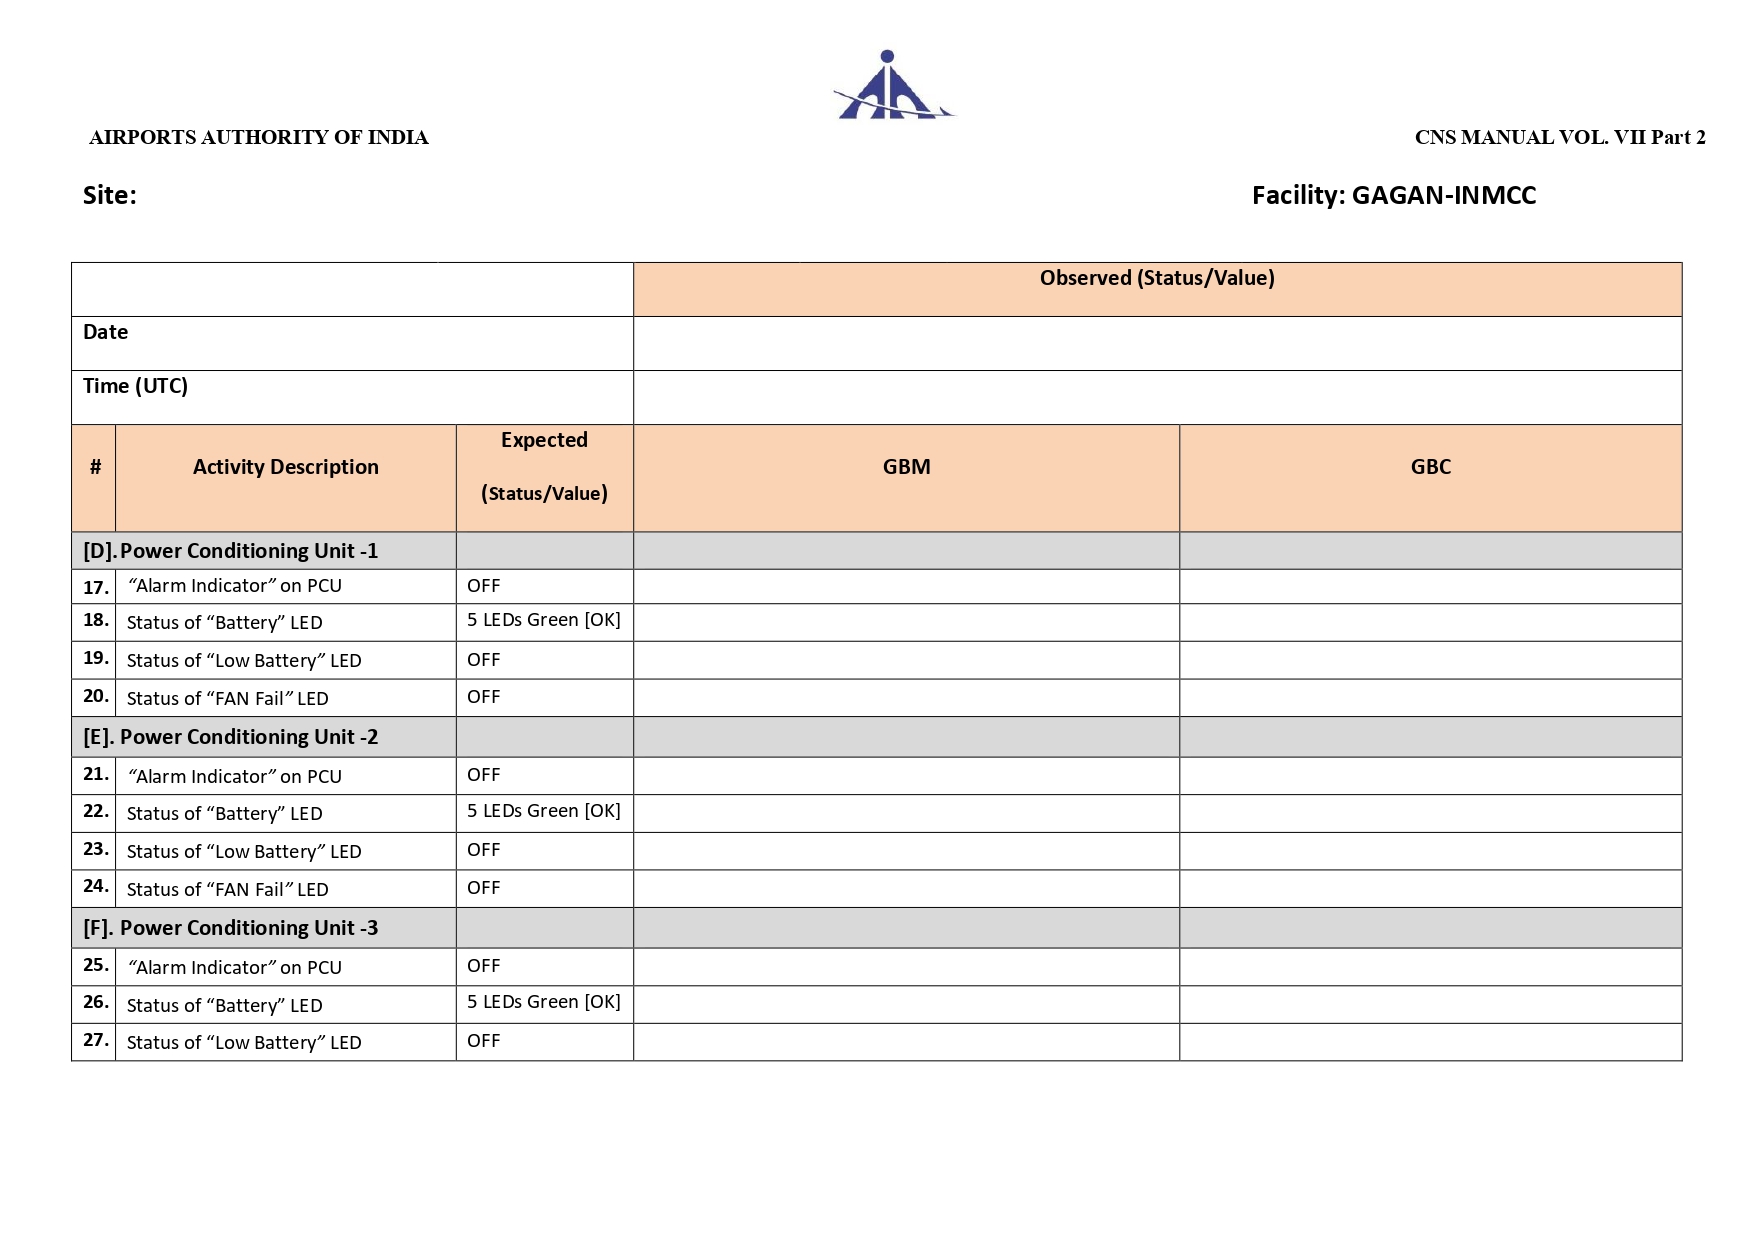 AIRPORTS AUTHORITY OF INDIA CNS MANUAL VOL. VII Part 2
Site: Facility: GAGAN-INMCC
Observed (Status/Value)
Date
Time (UTC)
# Activity Description Expected (Status/Value) GBM GBC
[D]. Power Conditioning Unit -1
17. “Alarm Indicator” on PCU OFF
18. Status of “Battery” LED 5 LEDs Green [OK]
19. Status of “Low Battery” LED OFF
20. Status of “FAN Fail” LED OFF
[E]. Power Conditioning Unit -2
21. “Alarm Indicator” on PCU OFF
22. Status of “Battery” LED 5 LEDs Green [OK]
23. Status of “Low Battery” LED OFF
24. Status of “FAN Fail” LED OFF
[F]. Power Conditioning Unit -3
25. “Alarm Indicator” on PCU OFF
26. Status of “Battery” LED 5 LEDs Green [OK]
27. Status of “Low Battery” LED OFF